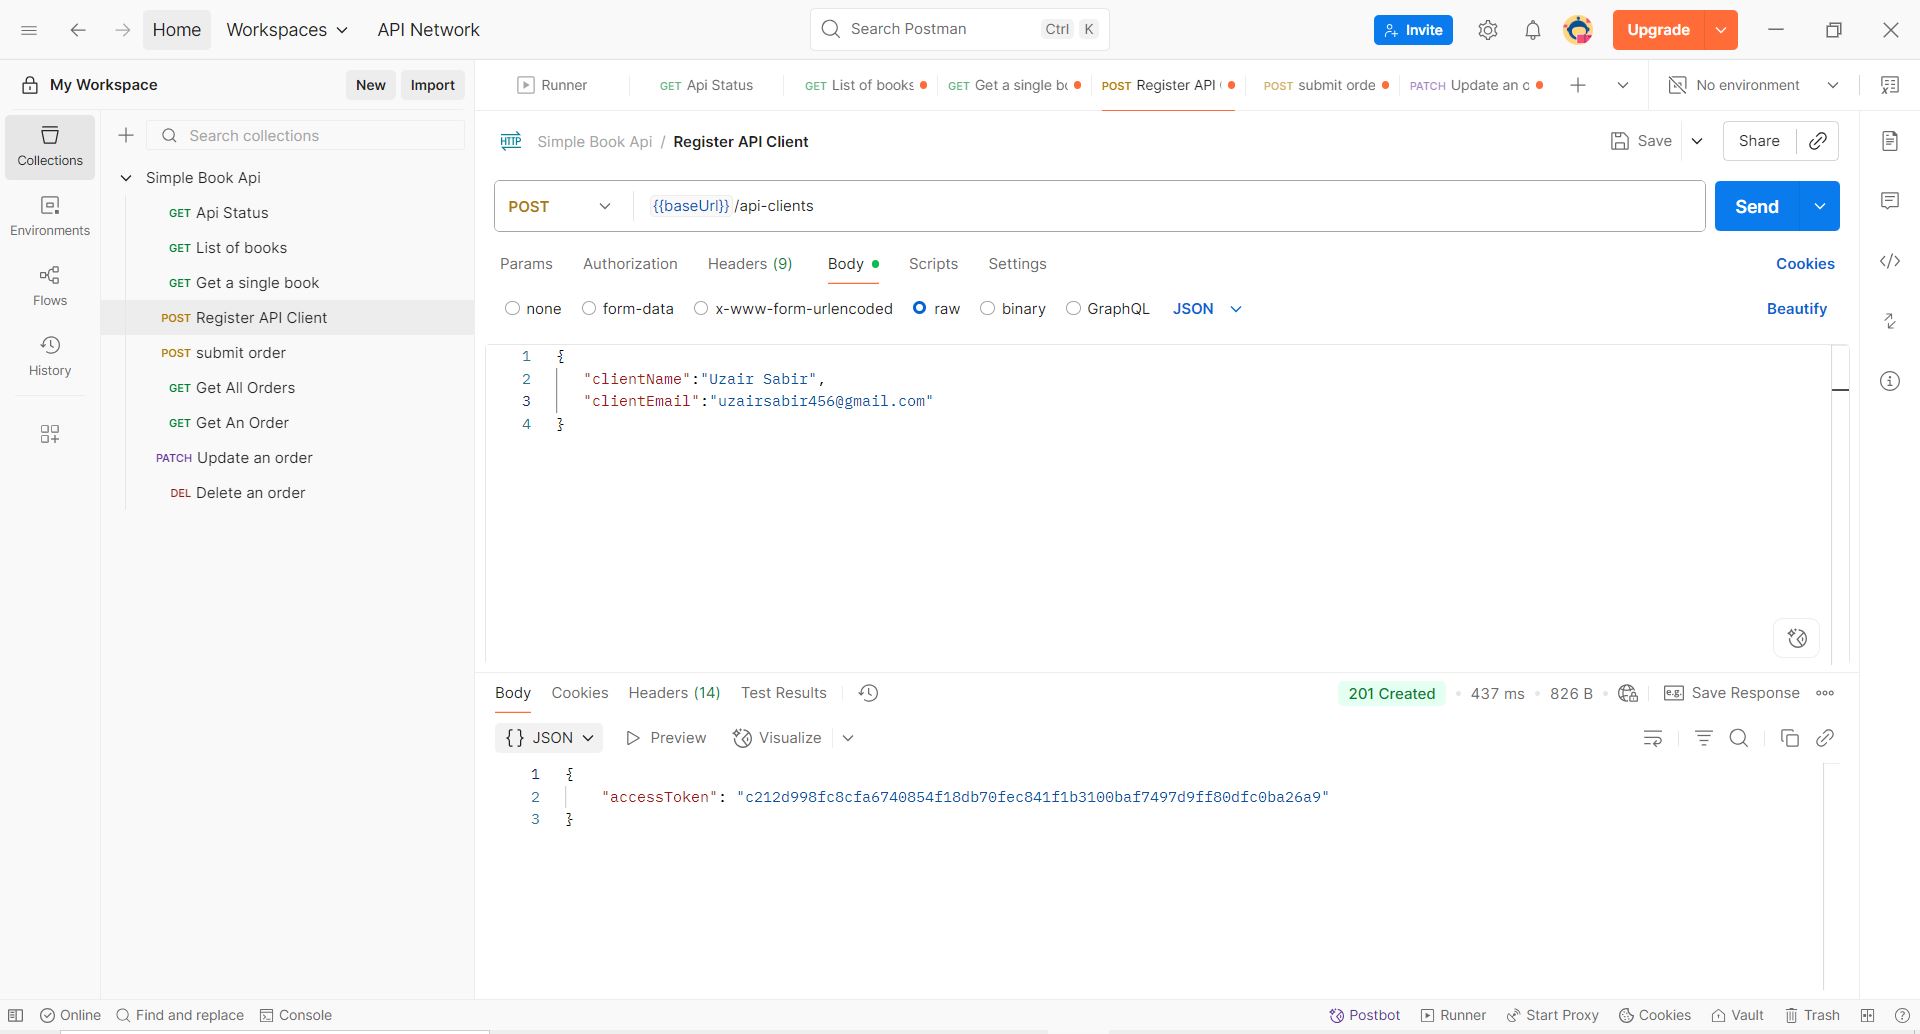 Home Workspaces API Network Search Postman Ctrl K Invite Upgrade
My Workspace New Import Runner GET Api Status GET List of books GET Get a single bo POST Register API POST submit orde PATCH Update an o No environment
Collections Search collections Simple Book Api / Register API Client Save Share
Simple Book Api
Environments GET Api Status POST {{baseUrl}} /api-clients Send
GET List of books
Flows GET Get a single book Params Authorization Headers (9) Body Scripts Settings Cookies
POST Register API Client none form-data x-www-form-urlencoded raw binary GraphQL JSON Beautify
History POST submit order
GET Get All Orders
GET Get An Order
PATCH Update an order
DEL Delete an order
1 {
2 "clientName":"Uzair Sabir",
3 "clientEmail":"uzairsabir456@gmail.com"
4 }
Body Cookies Headers (14) Test Results 201 Created 437 ms 826 B e.g. Save Response
{} JSON Preview Visualize
1 {
2 "accessToken": "c212d998fc8cfa6740854f18db70fec841f1b3100baf7497d9ff80dfc0ba26a9"
3 }
Online Find and replace Console Postbot Runner Start Proxy Cookies Vault Trash